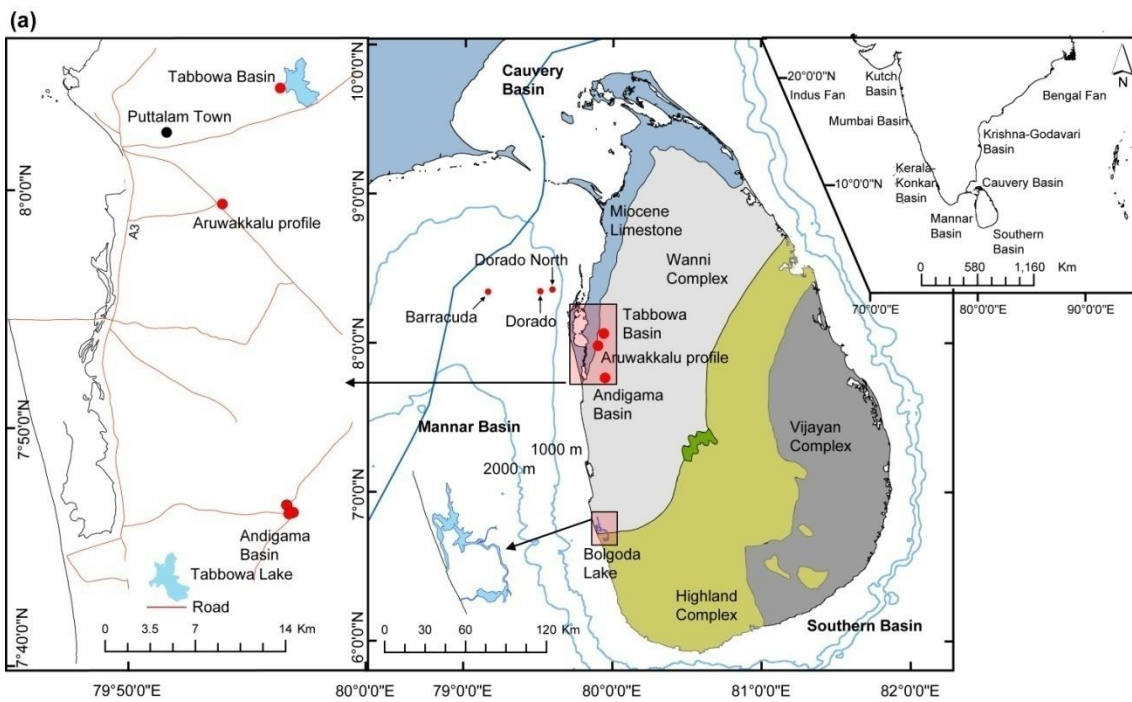 (a)
Tabbowa Basin
Puttalam Town
Aruwakkalu profile
A3
Andigama
Basin
Tabbowa Lake
Road
0 3.5 7 14 Km
8°0'0"N
7°50'0"N
7°40'0"N
79°50'0"E
80°0'0"E
Cauvery
Basin
Miocene
Limestone
Wanni
Complex
Dorado North
Barracuda
Dorado
Tabbowa
Basin
Aruwakkalu profile
Andigama
Basin
Mannar Basin
1000 m
2000 m
Vijayan
Complex
Bolgoda
Lake
Highland
Complex
Southern Basin
0 30 60 80 120 Km
10°0'0"N
9°0'0"N
8°0'0"N
7°0'0"N
6°0'0"N
79°0'0"E
80°0'0"E
81°0'0"E
82°0'0"E
20°0'0"N
Kutch
Basin
Indus Fan
Bengal Fan
Mumbai Basin
Krishna-Godavari
Basin
10°0'0"N
Kerala-
Konkan
Basin
Cauvery Basin
Mannar
Basin
Southern
Basin
N
0 580 1,160 Km
70°0'0"E
80°0'0"E
90°0'0"E